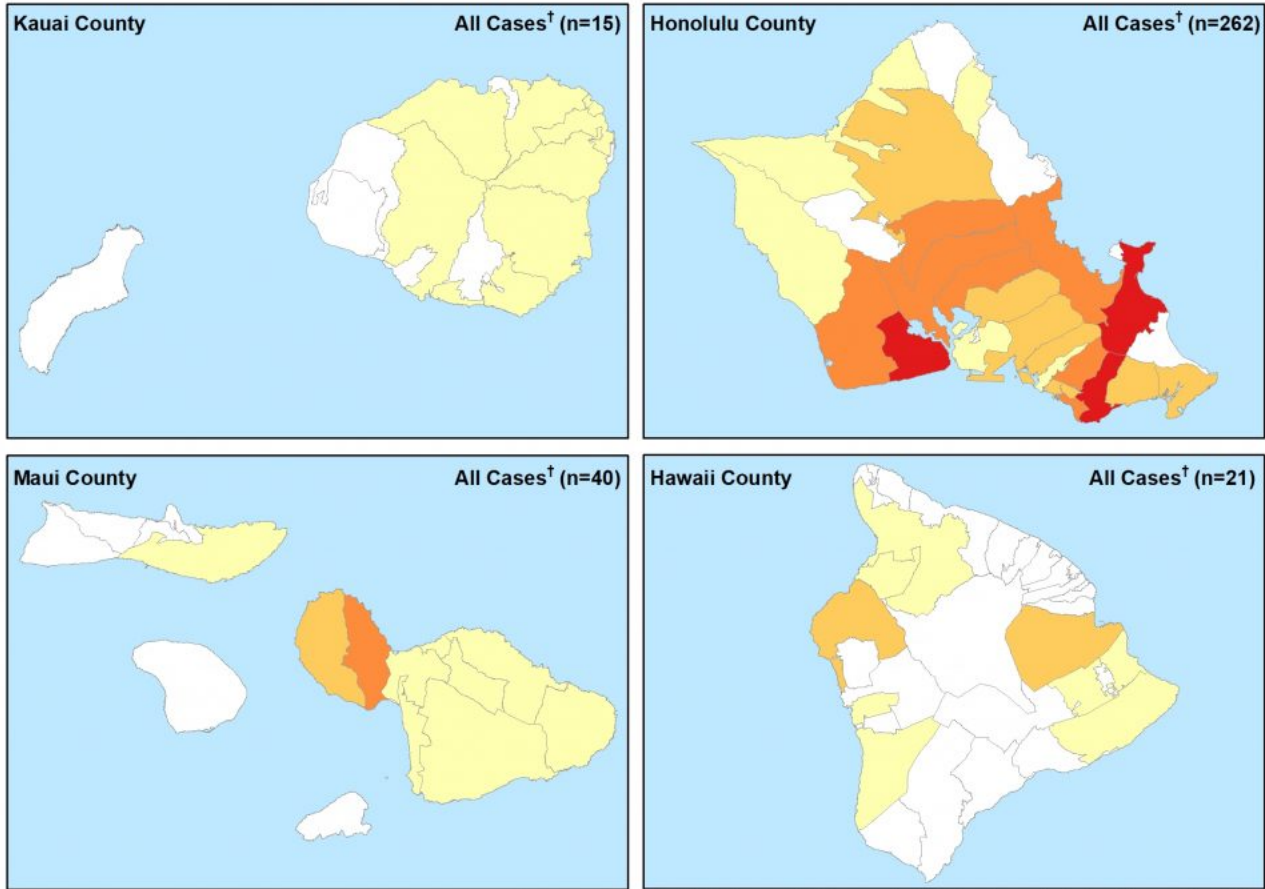 Kauai County All Cases† (n=15)
Honolulu County All Cases† (n=262)
Maui County All Cases† (n=40)
Hawaii County All Cases† (n=21)